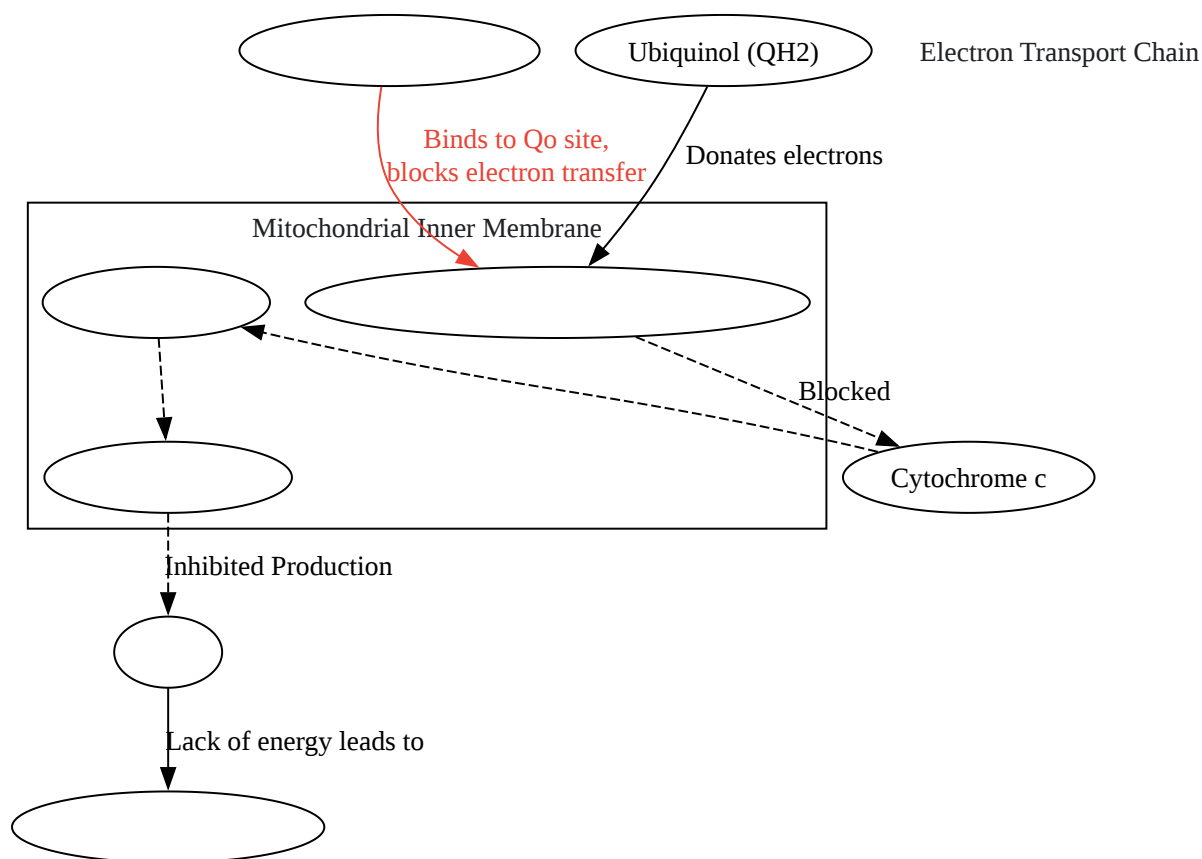 Ubiquinol (QH2)
Electron Transport Chain
Binds to Qo site,
blocks electron transfer
Donates electrons
Mitochondrial Inner Membrane
Blocked
Cytochrome c
Inhibited Production
Lack of energy leads to